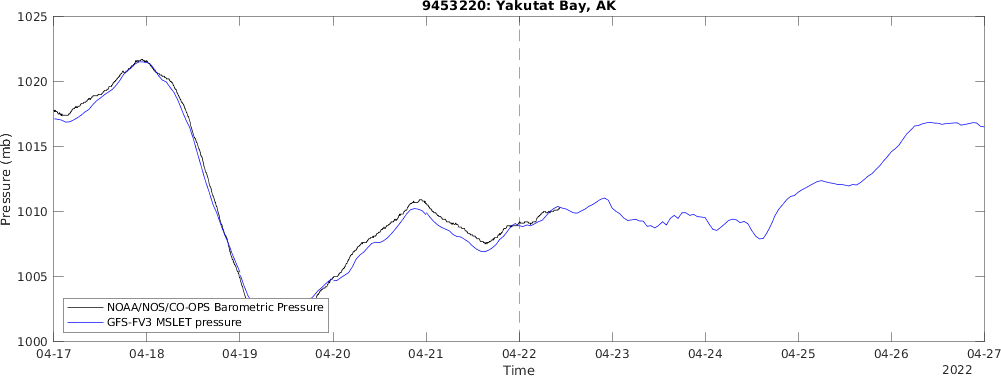 9453220: Yakutat Bay, AK
Pressure (mb)
1025
1020
1015
1010
1005
1000
NOAA/NOS/CO-OPS Barometric Pressure
GFS-FV3 MSLET pressure
04-17 04-18 04-19 04-20 04-21 04-22 04-23 04-24 04-25 04-26 04-27
Time
2022